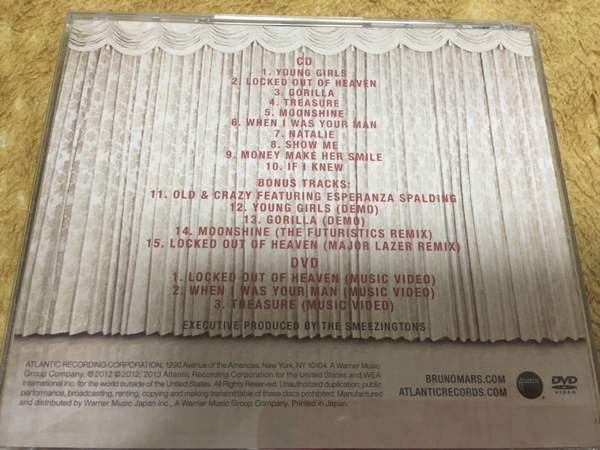 CD
1. YOUNG GIRLS
2. LOCKED OUT OF HEAVEN
3. GORILLA
4. TREASURE
5. MOONSHINE
6. WHEN I WAS YOUR MAN
7. NATALIE
8. SHOW ME
9. MONEY MAKE HER SMILE
10. IF I KNEW
BONUS TRACKS:
11. OLD & CRAZY FEATURING ESPERANZA SPALDING
12. YOUNG GIRLS (DEMO)
13. GORILLA (DEMO)
14. MOONSHINE (THE FUTURISTICS REMIX)
15. LOCKED OUT OF HEAVEN (MAJOR LAZER REMIX)
DVD
1. LOCKED OUT OF HEAVEN (MUSIC VIDEO)
2. WHEN I WAS YOUR MAN (MUSIC VIDEO)
3. TREASURE (MUSIC VIDEO)
EXECUTIVE PRODUCED BY THE SMEEZINGTONS
ATLANTIC RECORDING CORPORATION, 1290 Avenue of the Americas, New York, NY 10104. A Warner Music
Group Company. ℗ 2012 © 2012, 2013 Atlantic Recording Corporation for the United States and WEA
International Inc. for the world outside of the United States. All Rights Reserved. Unauthorized duplication, public
performance, broadcasting, renting, copying and making transmittable of these discs prohibited. Manufactured
and distributed by Warner Music Japan Inc., A Warner Music Group Company. Printed in Japan.
BRUNOMARS.COM
ATLANTICRECORDS.COM
ATLANTIC
DVD
VIDEO